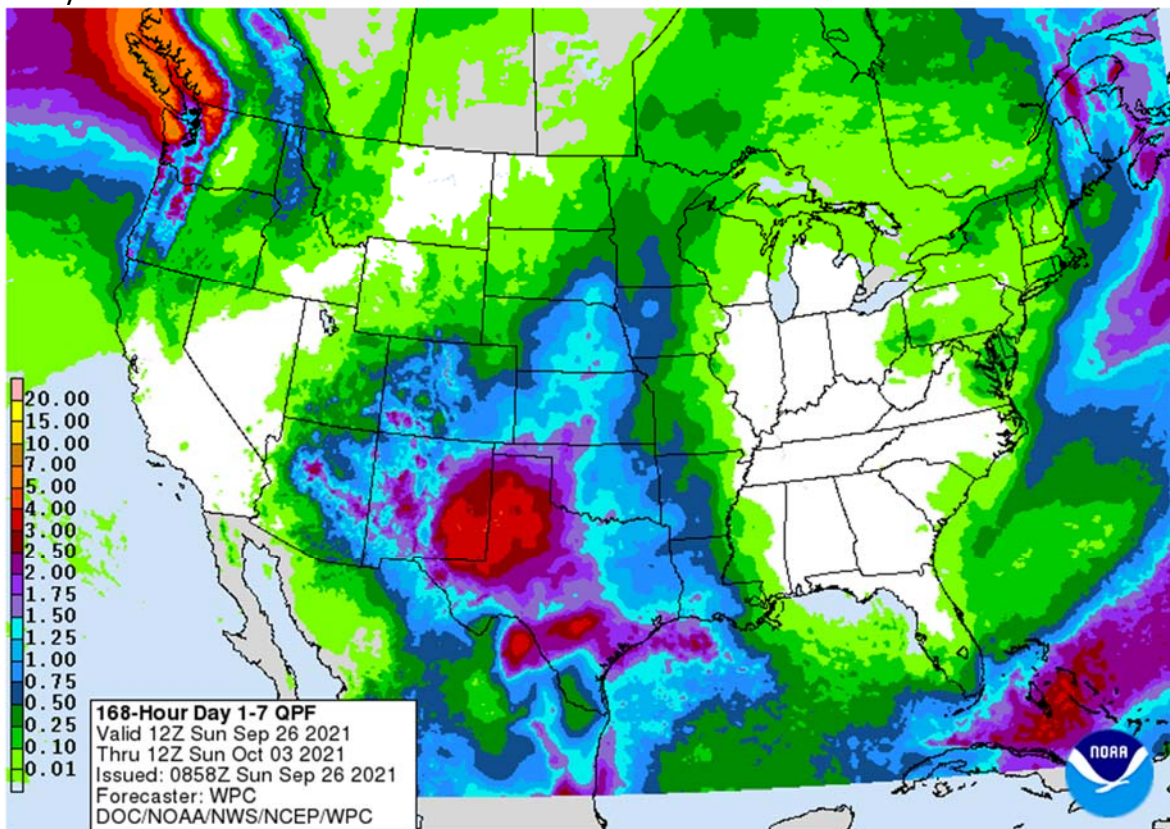 20.00
15.00
10.00
7.00
5.00
4.00
3.00
2.50
2.00
1.75
1.50
1.25
1.00
0.75
0.50
0.25
0.10
0.01
168-Hour Day 1-7 QPF
Valid 12Z Sun Sep 26 2021
Thru 12Z Sun Oct 03 2021
Issued: 0858Z Sun Sep 26 2021
Forecaster: WPC
DOC/NOAA/NWS/NCEP/WPC
NOAA